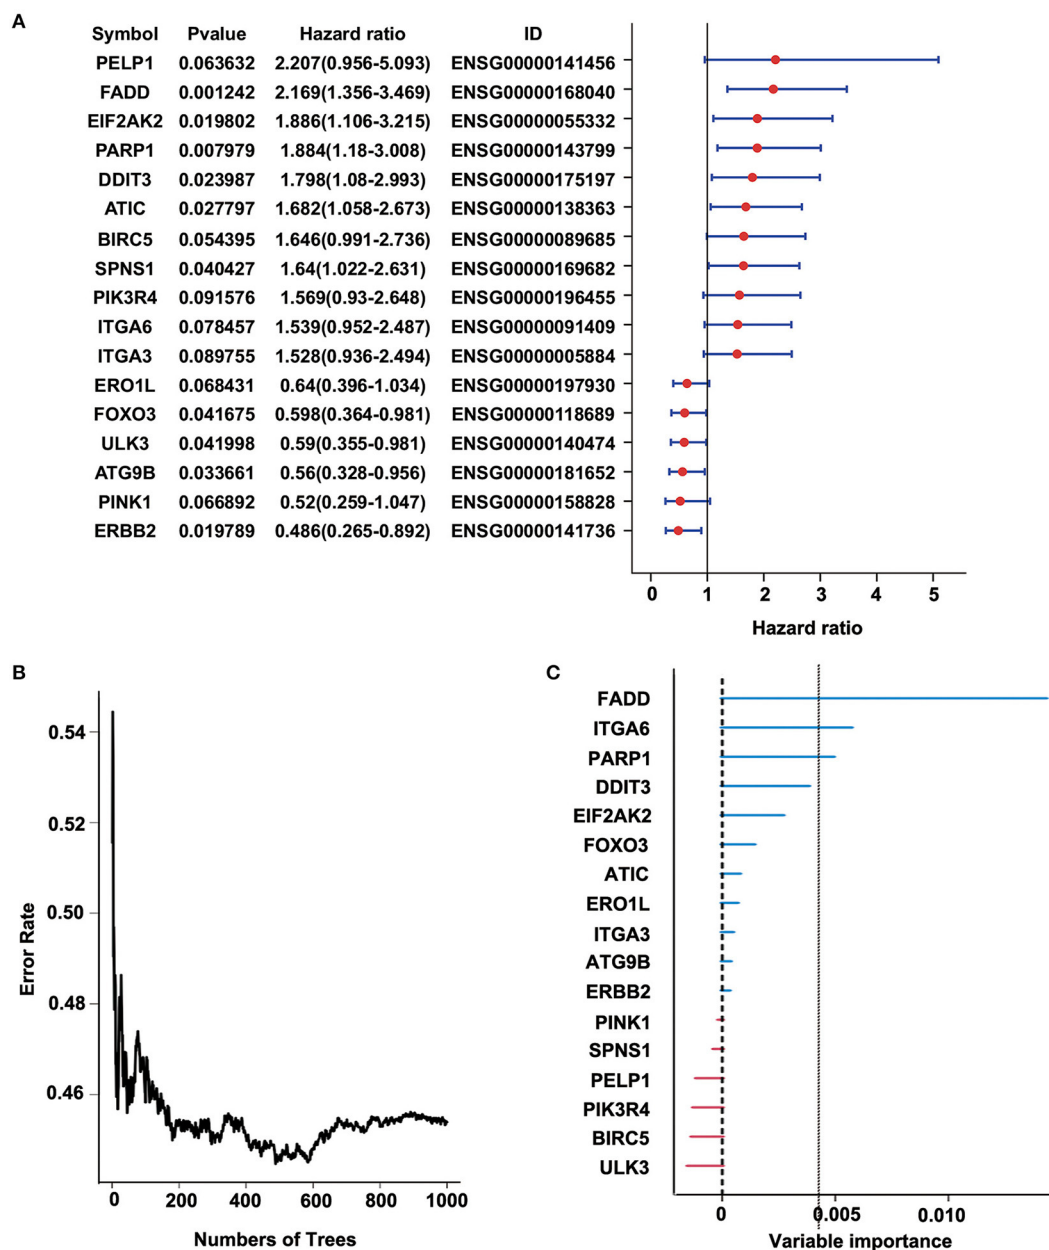 A
Symbol Pvalue Hazard ratio ID
PELP1 0.063632 2.207(0.956-5.093) ENSG00000141456
FADD 0.001242 2.169(1.356-3.469) ENSG00000168040
EIF2AK2 0.019802 1.886(1.106-3.215) ENSG00000055332
PARP1 0.007979 1.884(1.18-3.008) ENSG00000143799
DDIT3 0.023987 1.798(1.08-2.993) ENSG00000175197
ATIC 0.027797 1.682(1.058-2.673) ENSG00000138363
BIRC5 0.054395 1.646(0.991-2.736) ENSG00000089685
SPNS1 0.040427 1.64(1.022-2.631) ENSG00000169682
PIK3R4 0.091576 1.569(0.93-2.648) ENSG00000196455
ITGA6 0.078457 1.539(0.952-2.487) ENSG00000091409
ITGA3 0.089755 1.528(0.936-2.494) ENSG00000005884
ERO1L 0.068431 0.64(0.396-1.034) ENSG00000197930
FOXO3 0.041675 0.598(0.364-0.981) ENSG00000118689
ULK3 0.041998 0.59(0.355-0.981) ENSG00000140474
ATG9B 0.033661 0.56(0.328-0.956) ENSG00000181652
PINK1 0.066892 0.52(0.259-1.047) ENSG00000158828
ERBB2 0.019789 0.486(0.265-0.892) ENSG00000141736
0 1 2 3 4 5
Hazard ratio
B
0.54
0.52
0.50
0.48
0.46
Error Rate
0 200 400 600 800 1000
Numbers of Trees
C
FADD
ITGA6
PARP1
DDIT3
EIF2AK2
FOXO3
ATIC
ERO1L
ITGA3
ATG9B
ERBB2
PINK1
SPNS1
PELP1
PIK3R4
BIRC5
ULK3
0 0.005 0.010
Variable importance